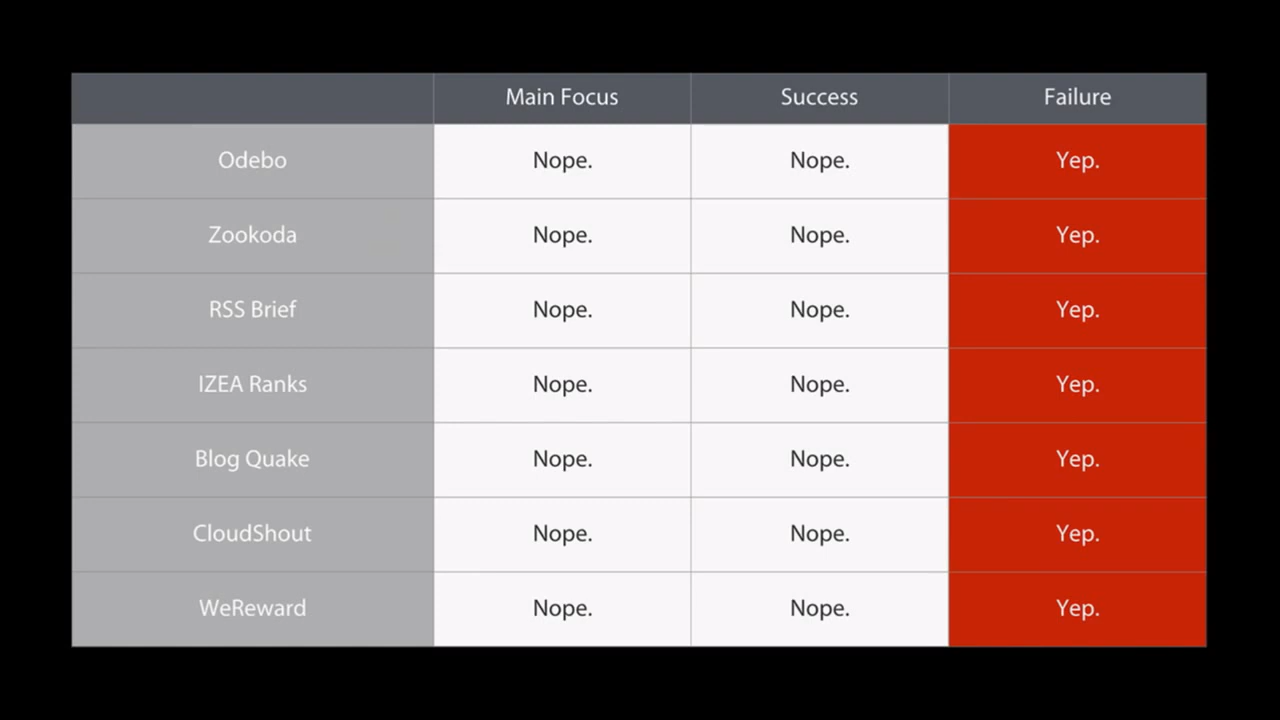 Main Focus Success Failure
Odebo Nope. Nope. Yep.
Zookoda Nope. Nope. Yep.
RSS Brief Nope. Nope. Yep.
IZEA Ranks Nope. Nope. Yep.
Blog Quake Nope. Nope. Yep.
CloudShout Nope. Nope. Yep.
WeReward Nope. Nope. Yep.